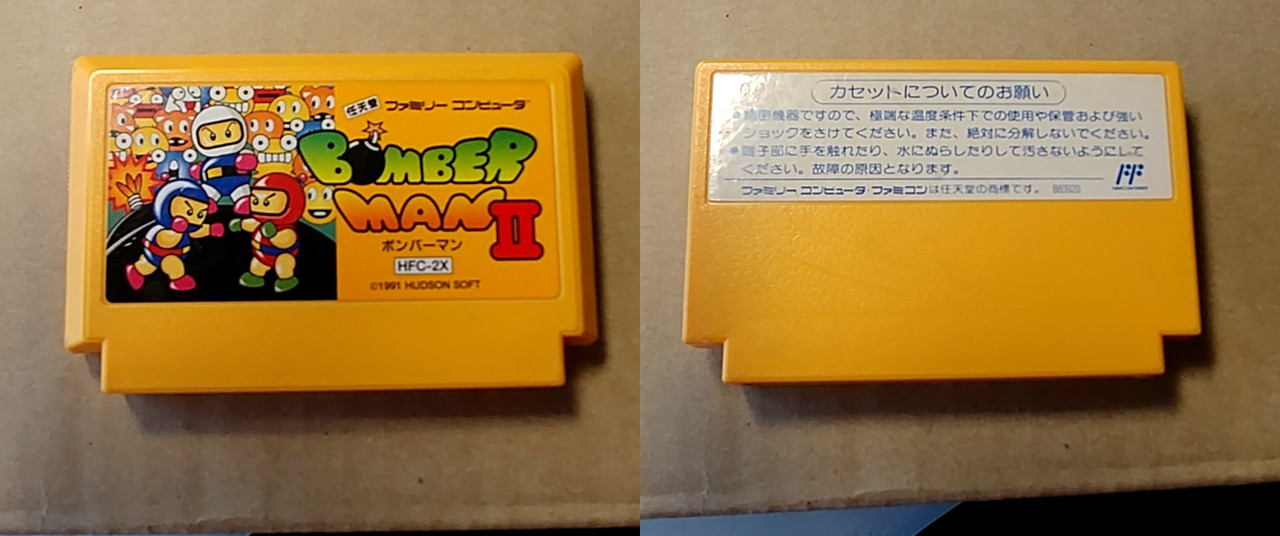 任天堂 ファミリー コンピュータ
BOMBER
MAN II
ボンバーマン
HFC-2X
©1991 HUDSON SOFT
カセットについてのお願い
●精密機器ですので、極端な温度条件下での使用や保管および強い
ショックをさけてください。また、絶対に分解しないでください。
●端子部に手を触れたり、水にぬらしたりして汚さないようにして
ください。故障の原因となります。
ファミリー コンピュータ・ファミコンは任天堂の商標です。